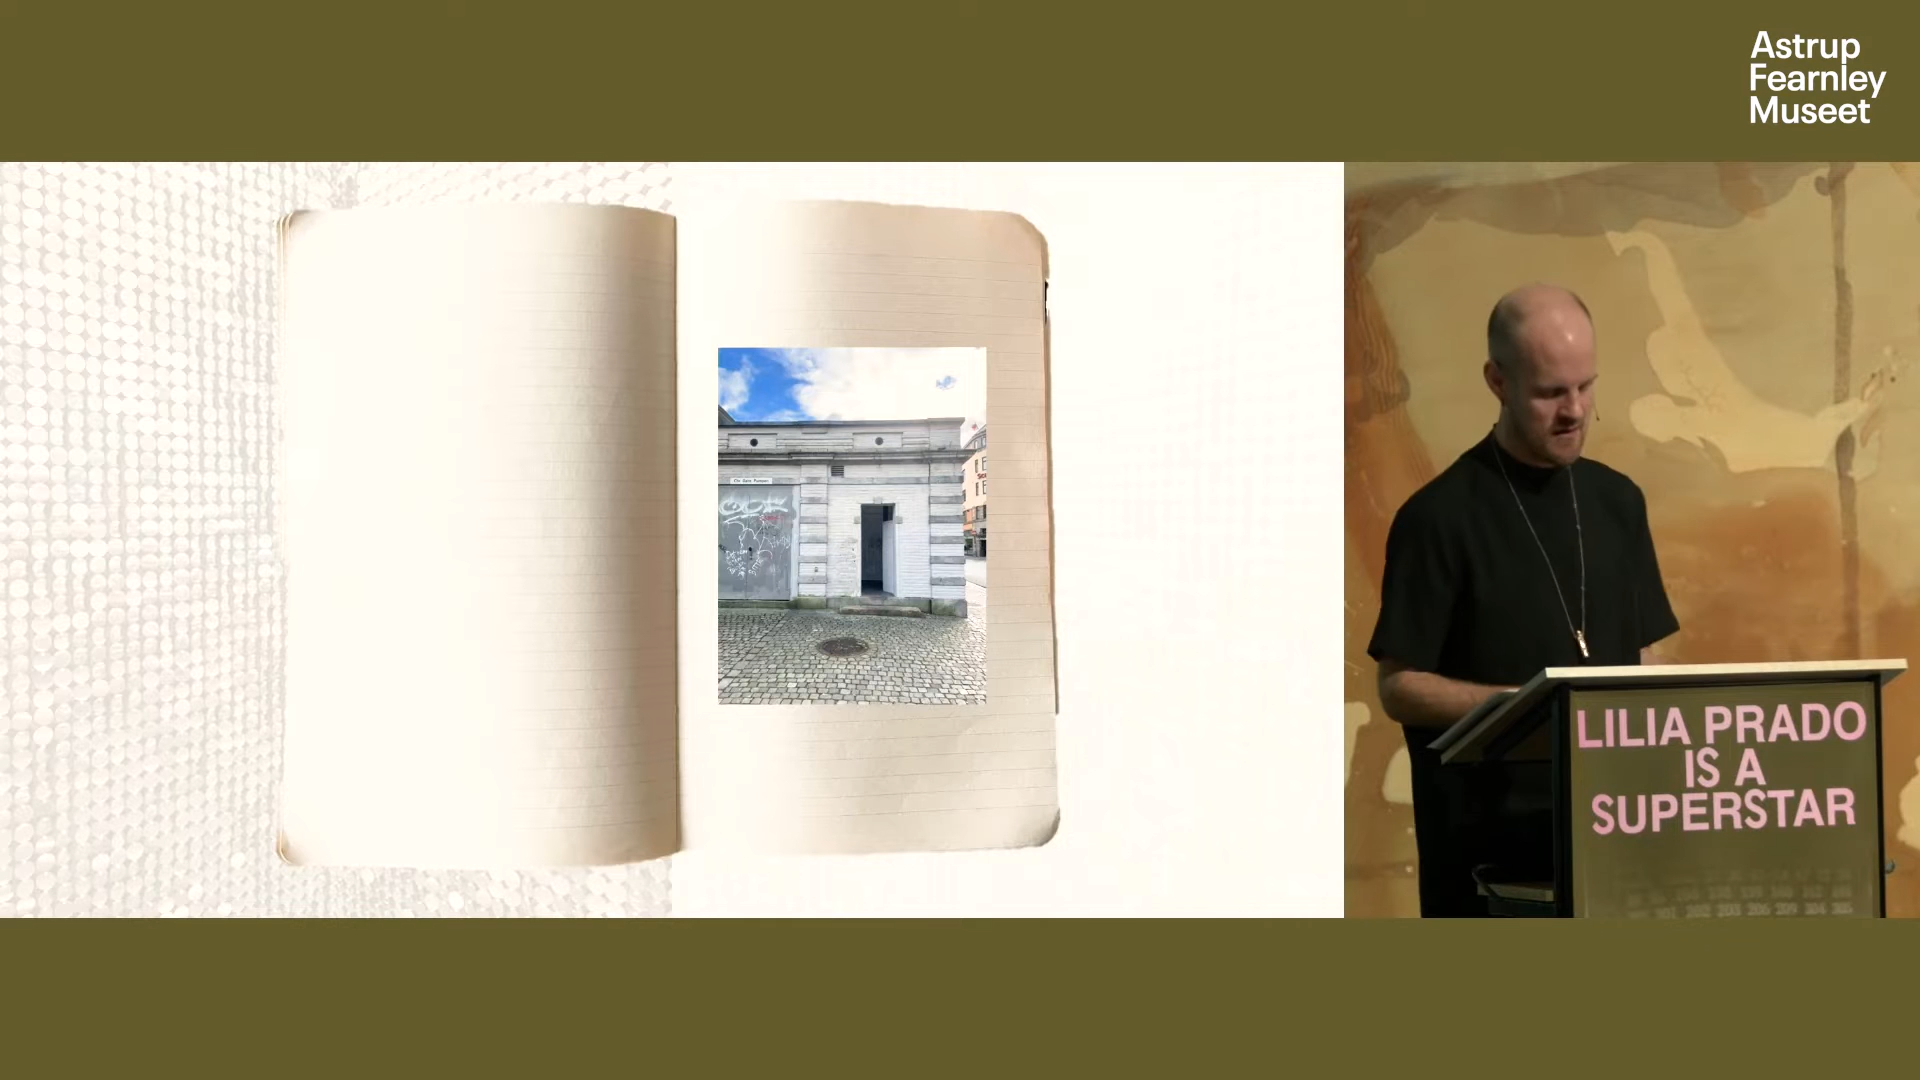 Astrup
Fearnley
Museet
LILIA PRADO
IS A
SUPERSTAR